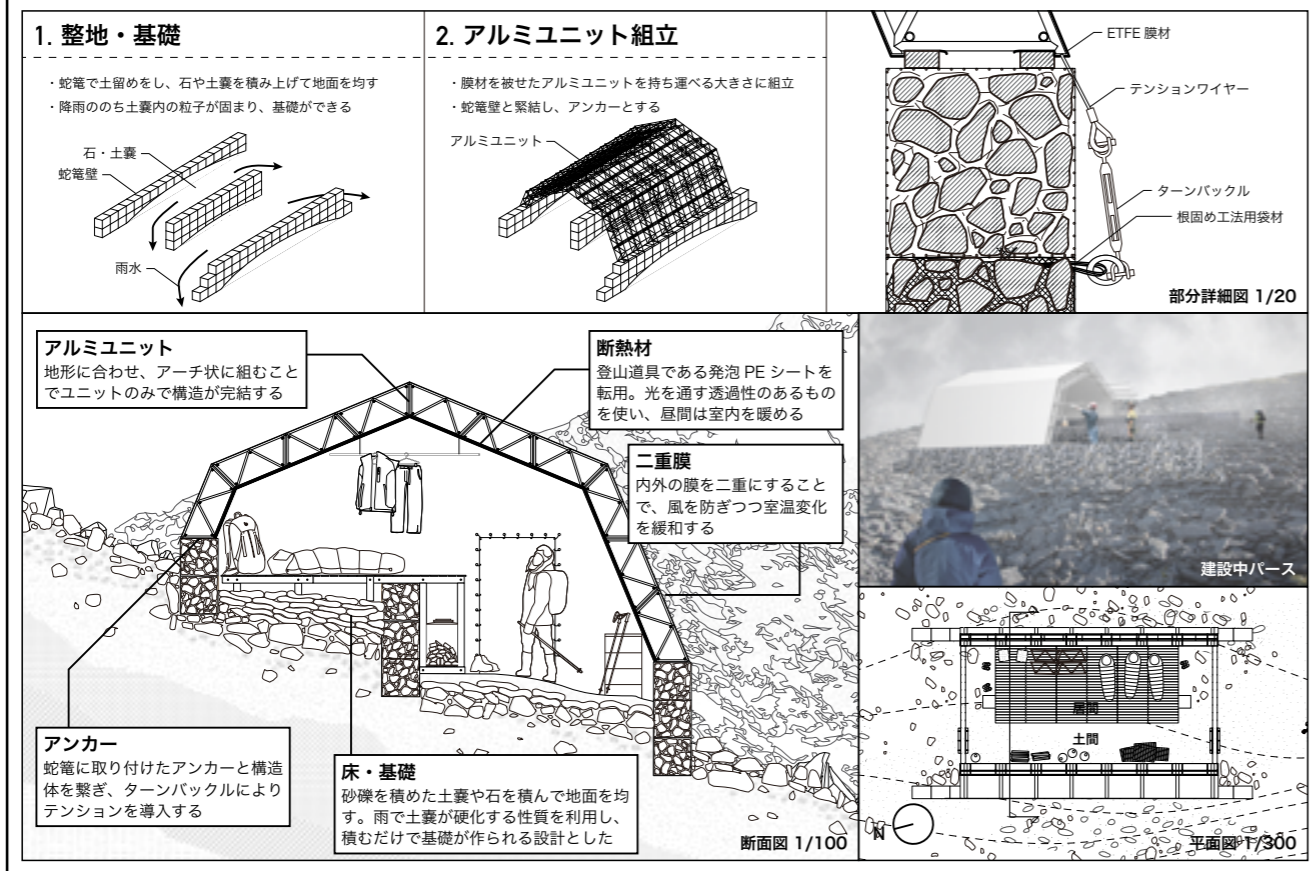 1. 整地・基礎
・蛇篭で土留めをし、石や土嚢を積み上げて地面を均す
・降雨ののち土嚢内の粒子が固まり、基礎ができる
石・土嚢
蛇篭壁
雨水
2. アルミユニット組立
・膜材を被せたアルミユニットを持ち運べる大きさに組立
・蛇篭壁と緊結し、アンカーとする
アルミユニット
ETFE 膜材
テンションワイヤー
ターンバックル
根固め工法用袋材
部分詳細図 1/20
アルミユニット
地形に合わせ、アーチ状に組むこと
でユニットのみで構造が完結する
断熱材
登山道具である発泡 PE シートを
転用。光を通す透過性のあるもの
を使い、昼間は室内を暖める
二重膜
内外の膜を二重にすること
で、風を防ぎつつ室温変化
を緩和する
アンカー
蛇篭に取り付けたアンカーと構造
体を繋ぎ、ターンバックルにより
テンションを導入する
床・基礎
砂礫を積めた土嚢や石を積んで地面を均
す。雨で土嚢が硬化する性質を利用し、
積むだけで基礎が作られる設計とした
断面図 1/100
建設中パース
居間
土間
N
平面図 1/300